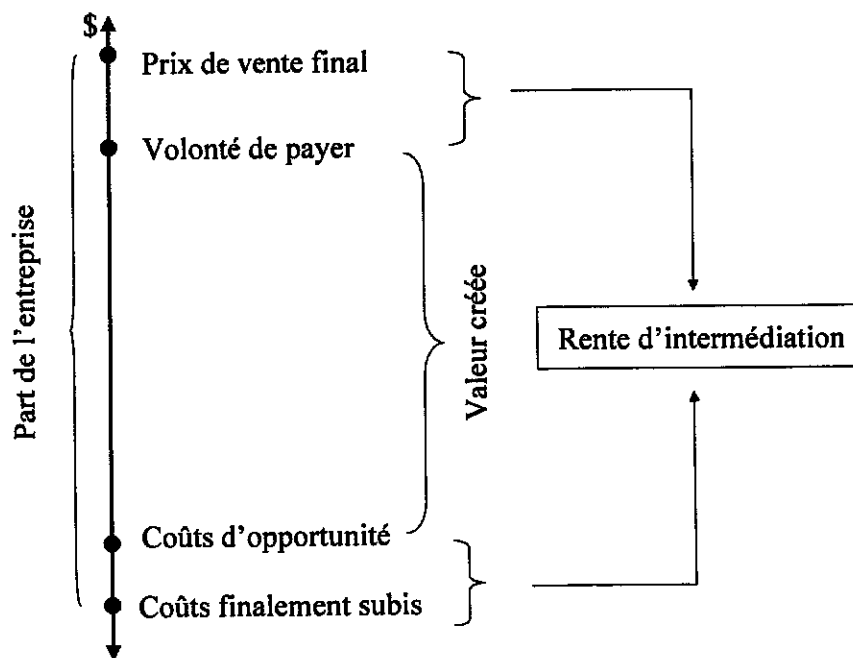 $
Prix de vente final
Volonté de payer
Part de l'entreprise
Valeur créée
Rente d'intermédiation
Coûts d'opportunité
Coûts finalement subis